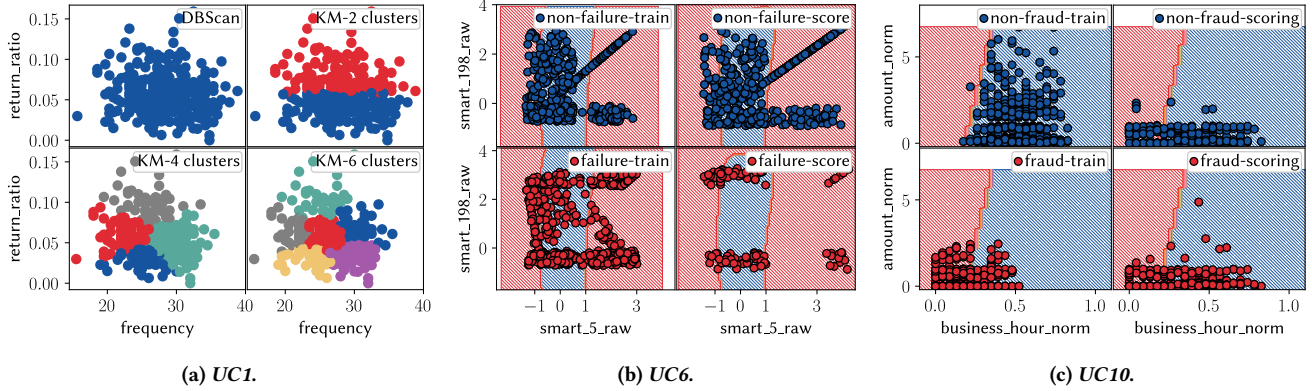 DBScan
KM-2 clusters
return_ratio
0.15
0.10
0.05
0.00
KM-4 clusters
KM-6 clusters
return_ratio
0.15
0.10
0.05
0.00
20 30
20 30 40
frequency
frequency
(a) UC1.
non-failure-train
non-failure-score
smart_198_raw
4
2
0
failure-train
failure-score
smart_198_raw
4
2
0
−1 0 1 3
−1 0 1 3
smart_5_raw
smart_5_raw
(b) UC6.
non-fraud-train
non-fraud-scoring
amount_norm
5
0
fraud-train
fraud-scoring
amount_norm
5
0
0.0 0.5 1.0
0.0 0.5 1.0
business_hour_norm
business_hour_norm
(c) UC10.